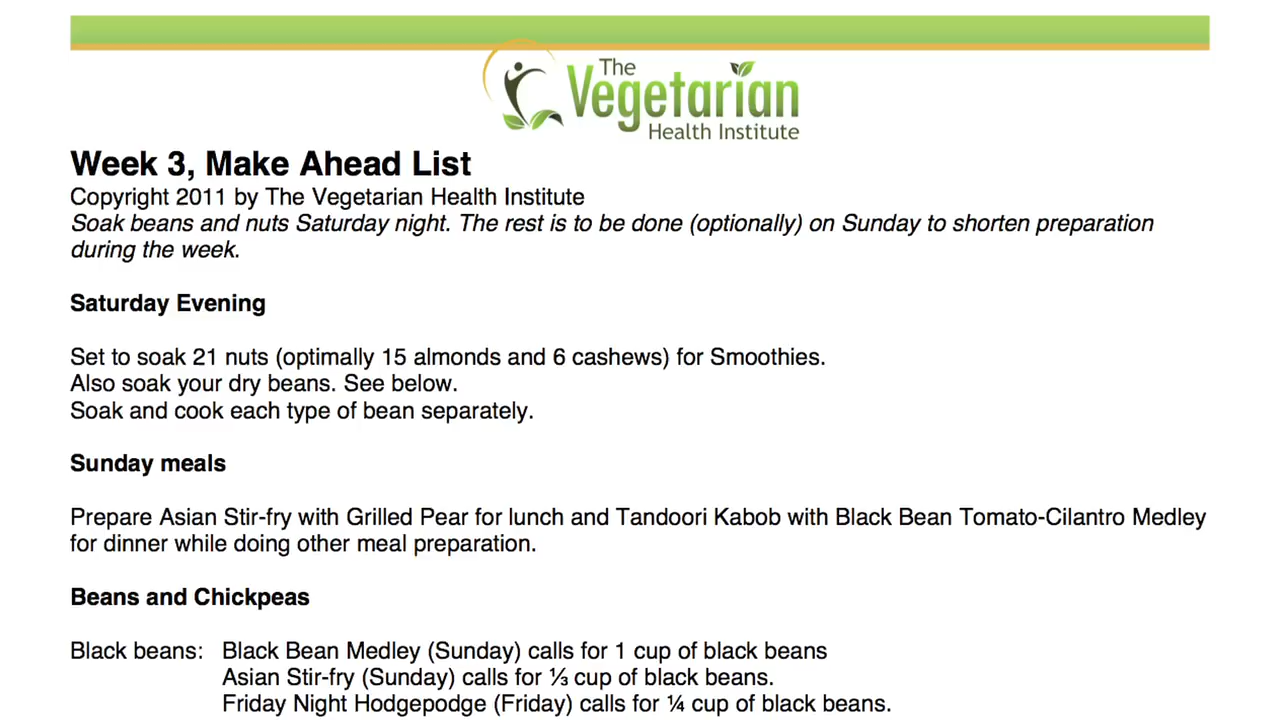 The
Vegetarian
Health Institute
Week 3, Make Ahead List
Copyright 2011 by The Vegetarian Health Institute
Soak beans and nuts Saturday night. The rest is to be done (optionally) on Sunday to shorten preparation
during the week.
Saturday Evening
Set to soak 21 nuts (optimally 15 almonds and 6 cashews) for Smoothies.
Also soak your dry beans. See below.
Soak and cook each type of bean separately.
Sunday meals
Prepare Asian Stir-fry with Grilled Pear for lunch and Tandoori Kabob with Black Bean Tomato-Cilantro Medley
for dinner while doing other meal preparation.
Beans and Chickpeas
Black beans: Black Bean Medley (Sunday) calls for 1 cup of black beans
Asian Stir-fry (Sunday) calls for ⅓ cup of black beans.
Friday Night Hodgepodge (Friday) calls for ¼ cup of black beans.